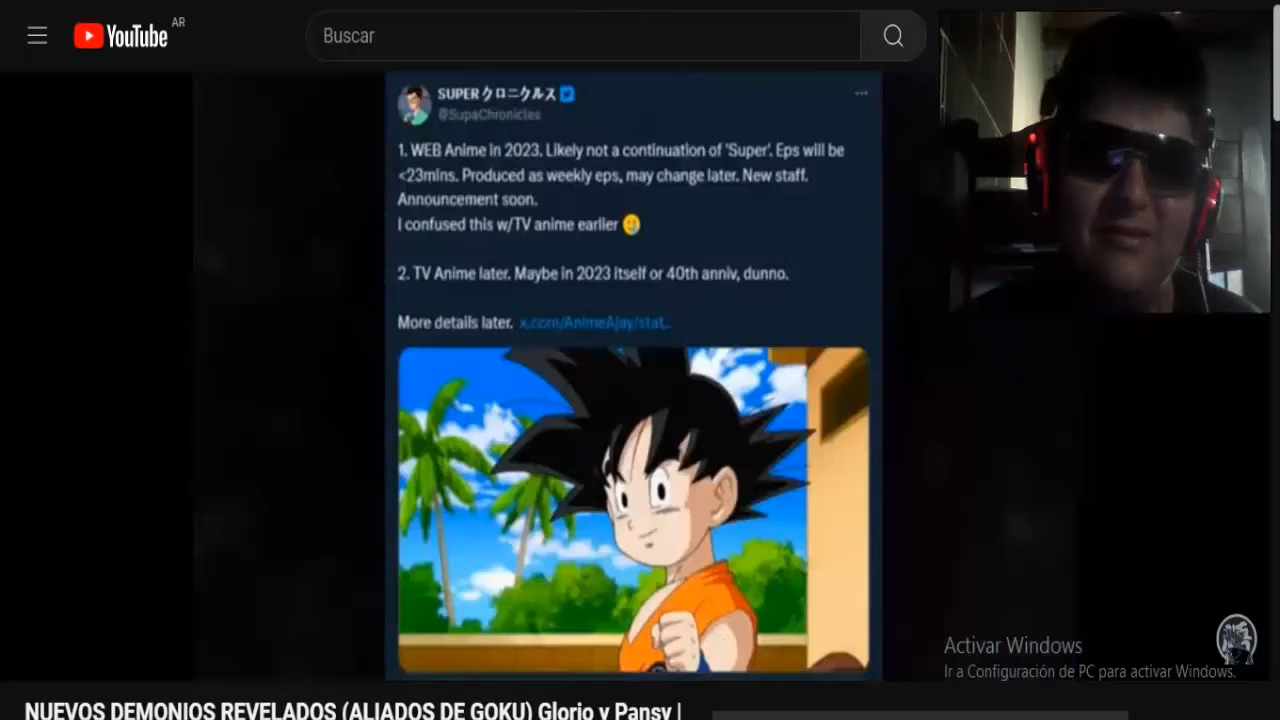 YouTube
AR
Buscar
SUPERクロニクルス
@SupaChronicles
1. WEB Anime in 2023. Likely not a continuation of 'Super'. Eps will be
<23mins. Produced as weekly eps, may change later. New staff.
Announcement soon.
I confused this w/TV anime earlier
2. TV Anime later. Maybe in 2023 itself or 40th anniv, dunno.
More details later. x.com/AnimeAjay/stat...
Activar Windows
Ir a Configuración de PC para activar Windows.
NUEVOS DEMONIOS REVELADOS (ALIADOS DE GOKU) Glorio y Pansy |